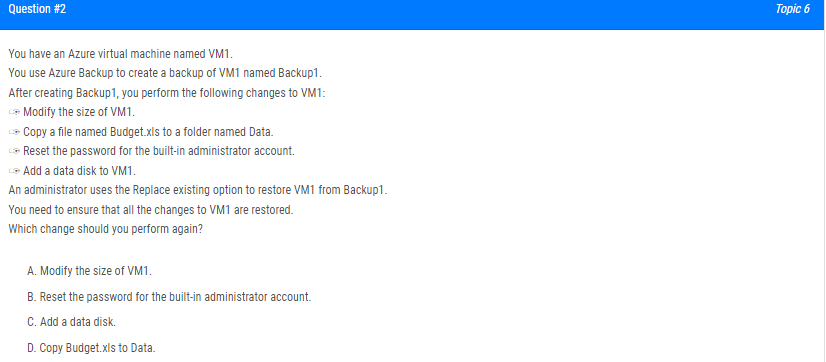 Question #2 Topic 6
You have an Azure virtual machine named VM1.
You use Azure Backup to create a backup of VM1 named Backup1.
After creating Backup1, you perform the following changes to VM1:
☞ Modify the size of VM1.
☞ Copy a file named Budget.xls to a folder named Data.
☞ Reset the password for the built-in administrator account.
☞ Add a data disk to VM1.
An administrator uses the Replace existing option to restore VM1 from Backup1.
You need to ensure that all the changes to VM1 are restored.
Which change should you perform again?
A. Modify the size of VM1.
B. Reset the password for the built-in administrator account.
C. Add a data disk.
D. Copy Budget.xls to Data.